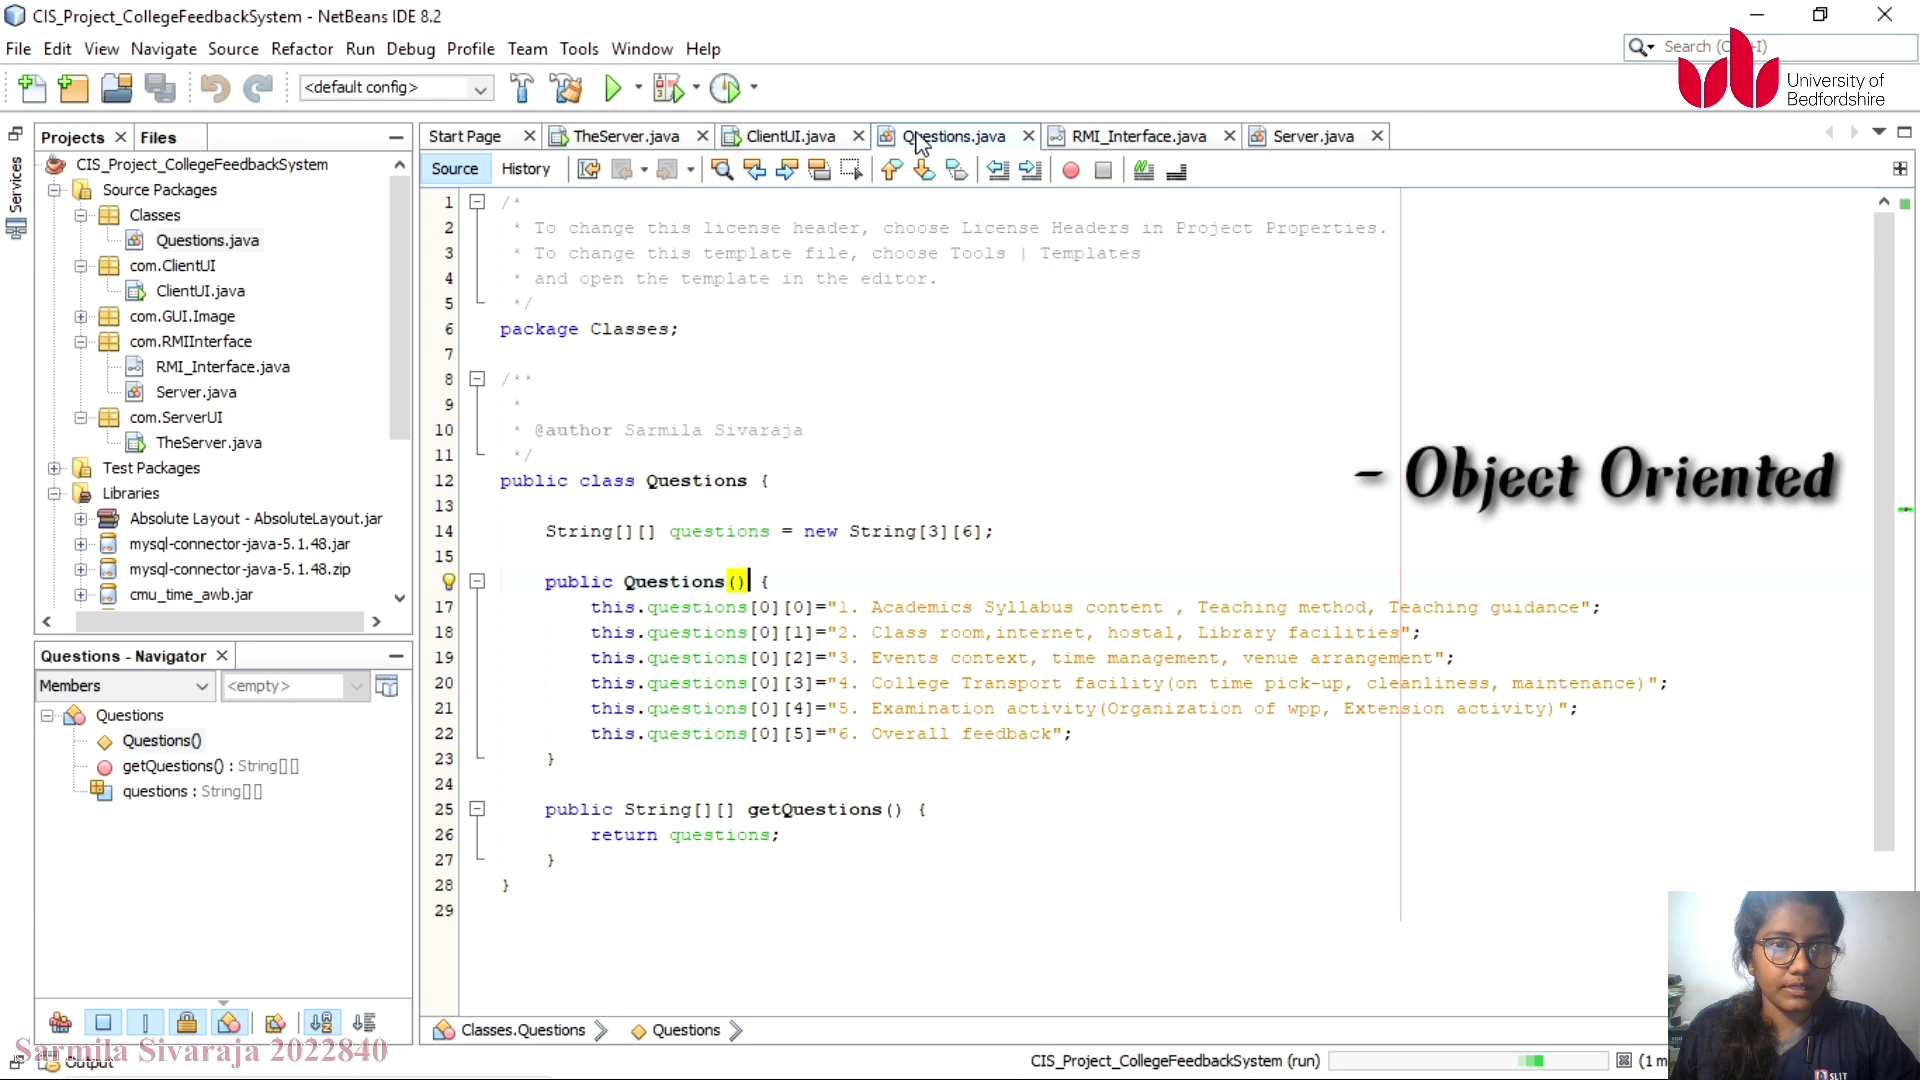 CIS_Project_CollegeFeedbackSystem - NetBeans IDE 8.2
File Edit View Navigate Source Refactor Run Debug Profile Team Tools Window Help
Search
University of
Bedfordshire
<default config>
Projects Files
Start Page TheServer.java ClientUI.java Questions.java RMI_Interface.java Server.java
Services
Source History
CIS_Project_CollegeFeedbackSystem
Source Packages
Classes
Questions.java
com.ClientUI
ClientUI.java
com.GUI.Image
com.RMIInterface
RMI_Interface.java
Server.java
com.ServerUI
TheServer.java
Test Packages
Libraries
Absolute Layout - AbsoluteLayout.jar
mysql-connector-java-5.1.48.jar
mysql-connector-java-5.1.48.zip
cmu_time_awb.jar
Questions - Navigator
Members <empty>
Questions
Questions()
getQuestions() : String[][]
questions : String[][]
1 /*
2 * To change this license header, choose License Headers in Project Properties.
3 * To change this template file, choose Tools | Templates
4 * and open the template in the editor.
5 */
6 package Classes;
7
8 /**
9 *
10 * @author Sarmila Sivaraja
11 */
12 public class Questions {
13
14 String[][] questions = new String[3][6];
15
public Questions() {
17 this.questions[0][0]="1. Academics Syllabus content , Teaching method, Teaching guidance";
18 this.questions[0][1]="2. Class room,internet, hostal, Library facilities";
19 this.questions[0][2]="3. Events context, time management, venue arrangement";
20 this.questions[0][3]="4. College Transport facility(on time pick-up, cleanliness, maintenance)";
21 this.questions[0][4]="5. Examination activity(Organization of wpp, Extension activity)";
22 this.questions[0][5]="6. Overall feedback";
23 }
24
25 public String[][] getQuestions() {
26 return questions;
27 }
28 }
29
- Object Oriented
Classes.Questions Questions
Sarmila Sivaraja 2022840
Output
CIS_Project_CollegeFeedbackSystem (run)
(1 m
SLIT